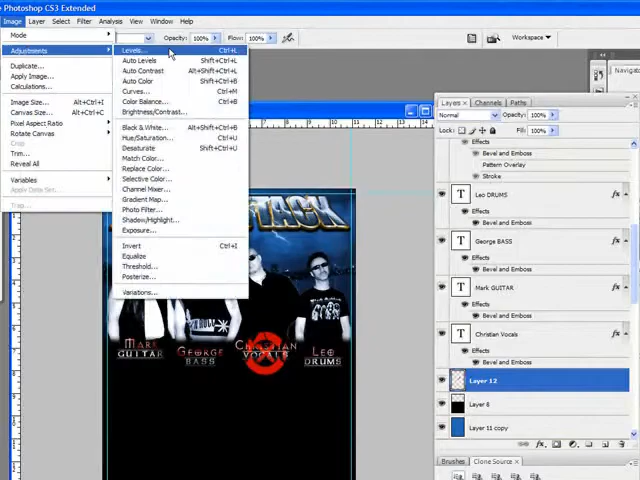 Photoshop CS3 Extended
Image Layer Select Filter Analysis View Window Help
Opacity: 100% Flow: 100% Workspace
Mode
Adjustments
Duplicate...
Apply Image...
Calculations...
Image Size... Alt+Ctrl+I
Canvas Size... Alt+Ctrl+C
Pixel Aspect Ratio
Rotate Canvas
Crop
Trim...
Reveal All
Variables
Apply Data Set...
Trap...
Levels... Ctrl+L
Auto Levels Shift+Ctrl+L
Auto Contrast Alt+Shift+Ctrl+L
Auto Color Shift+Ctrl+B
Curves... Ctrl+M
Color Balance... Ctrl+B
Brightness/Contrast...
Black & White... Alt+Shift+Ctrl+B
Hue/Saturation... Ctrl+U
Desaturate Shift+Ctrl+U
Match Color...
Replace Color...
Selective Color...
Channel Mixer...
Gradient Map...
Photo Filter...
Shadow/Highlight...
Exposure...
Invert Ctrl+I
Equalize
Threshold...
Posterize...
Variations...
Mark
Guitar
George
Bass
Christian
Vocals
Leo
Drums
Navigator
Layers Channels Paths
Normal Opacity: 100%
Lock: Fill: 100%
Effects
Bevel and Emboss
Pattern Overlay
Stroke
T Leo DRUMS fx
Effects
Bevel and Emboss
T George BASS fx
Effects
Bevel and Emboss
T Mark GUITAR fx
Effects
Bevel and Emboss
T Christian Vocals fx
Effects
Bevel and Emboss
Layer 12
Layer 8
Layer 11 copy
Brushes Clone Source